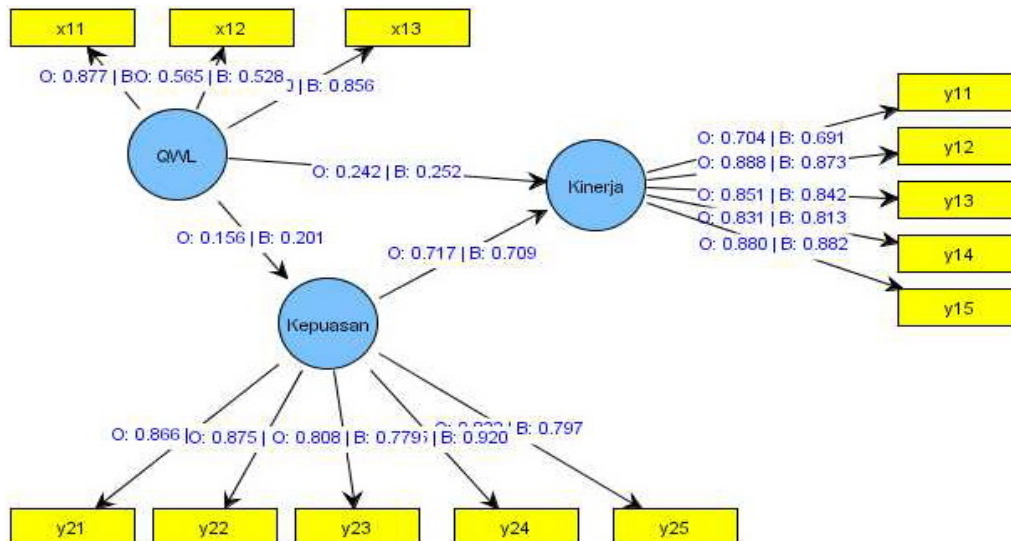 x11
x12
x13
O: 0.877 | B
O: 0.565 | B: 0.528
| B: 0.856
QWL
O: 0.242 | B: 0.252
Kinerja
O: 0.704 | B: 0.691
O: 0.888 | B: 0.873
O: 0.851 | B: 0.842
O: 0.831 | B: 0.813
O: 0.880 | B: 0.882
y11
y12
y13
y14
y15
O: 0.156 | B: 0.201
O: 0.717 | B: 0.709
Kepuasan
O: 0.866 |
O: 0.875 |
O: 0.808 | B: 0.779
| B: 0.920
| B: 0.797
y21
y22
y23
y24
y25